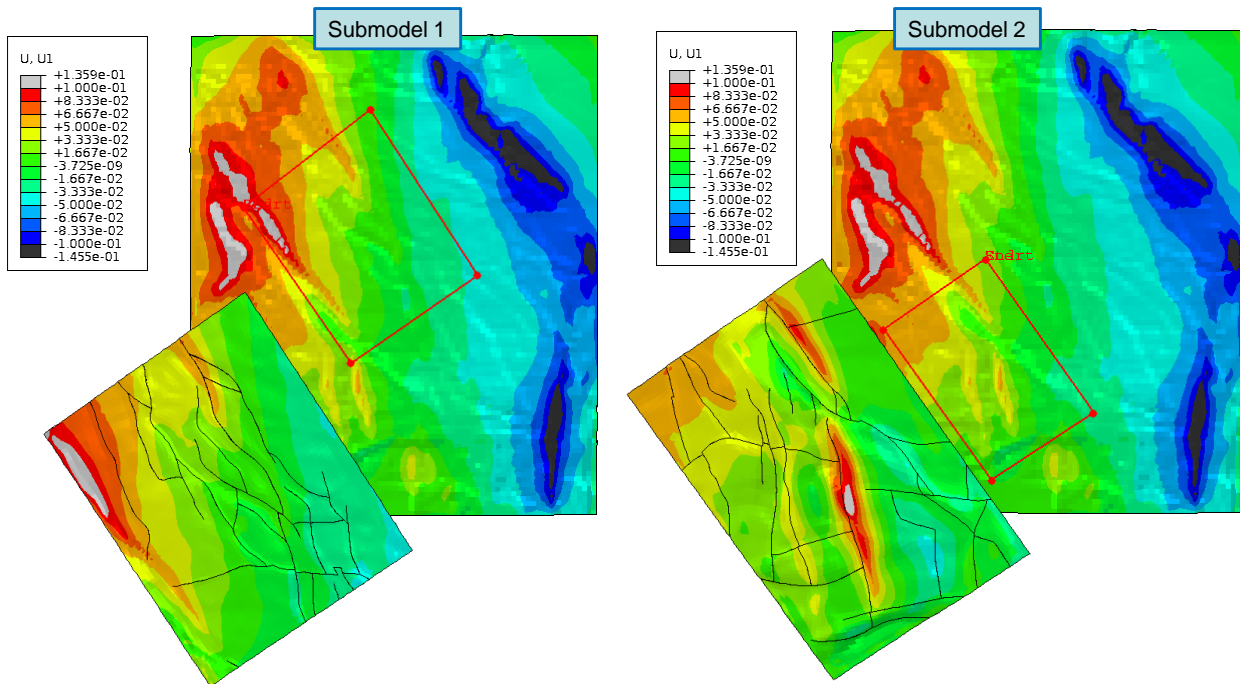 Submodel 1
U, U1
+1.359e-01
+1.000e-01
+8.333e-02
+6.667e-02
+5.000e-02
+3.333e-02
+1.667e-02
-3.725e-09
-1.667e-02
-3.333e-02
-5.000e-02
-6.667e-02
-8.333e-02
-1.000e-01
-1.455e-01
Submodel 2
U, U1
+1.359e-01
+1.000e-01
+8.333e-02
+6.667e-02
+5.000e-02
+3.333e-02
+1.667e-02
-3.725e-09
-1.667e-02
-3.333e-02
-5.000e-02
-6.667e-02
-8.333e-02
-1.000e-01
-1.455e-01